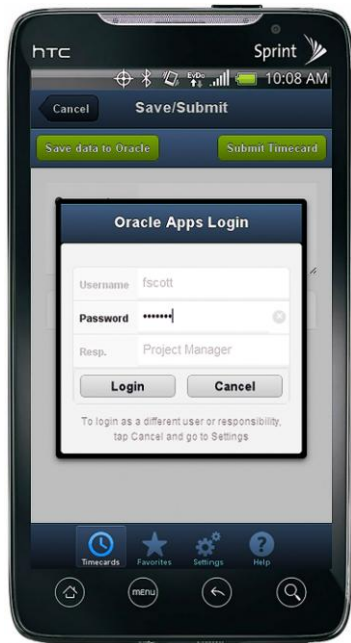 hTC
Sprint
10:08 AM
Cancel
Save/Submit
Save data to Oracle
Submit Timecard
Oracle Apps Login
Username fscott
Password •••••••
Resp. Project Manager
Login Cancel
To login as a different user or responsibility,
tap Cancel and go to Settings
Timecards Favorites Settings Help
menu